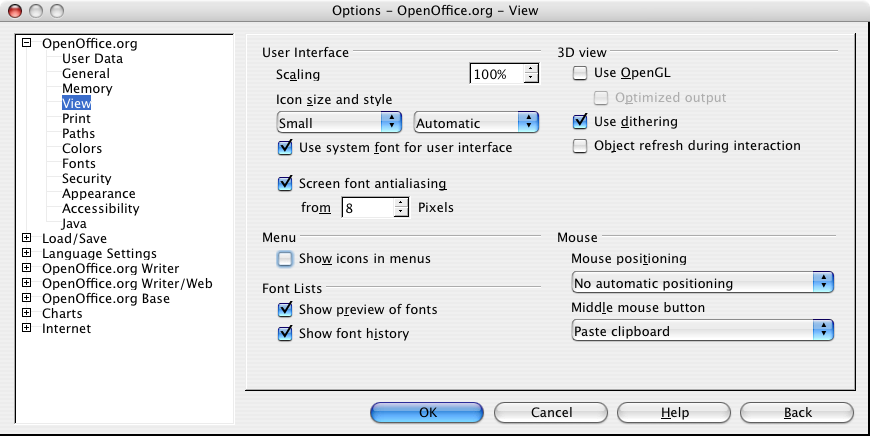 Options - OpenOffice.org - View
OpenOffice.org
User Data
General
Memory
View
Print
Paths
Colors
Fonts
Security
Appearance
Accessibility
Java
Load/Save
Language Settings
OpenOffice.org Writer
OpenOffice.org Writer/Web
OpenOffice.org Base
Charts
Internet
User Interface
Scaling 100%
Icon size and style
Small Automatic
Use system font for user interface
Screen font antialiasing
from 8 Pixels
Menu
Show icons in menus
Font Lists
Show preview of fonts
Show font history
3D view
Use OpenGL
Optimized output
Use dithering
Object refresh during interaction
Mouse
Mouse positioning
No automatic positioning
Middle mouse button
Paste clipboard
OK Cancel Help Back